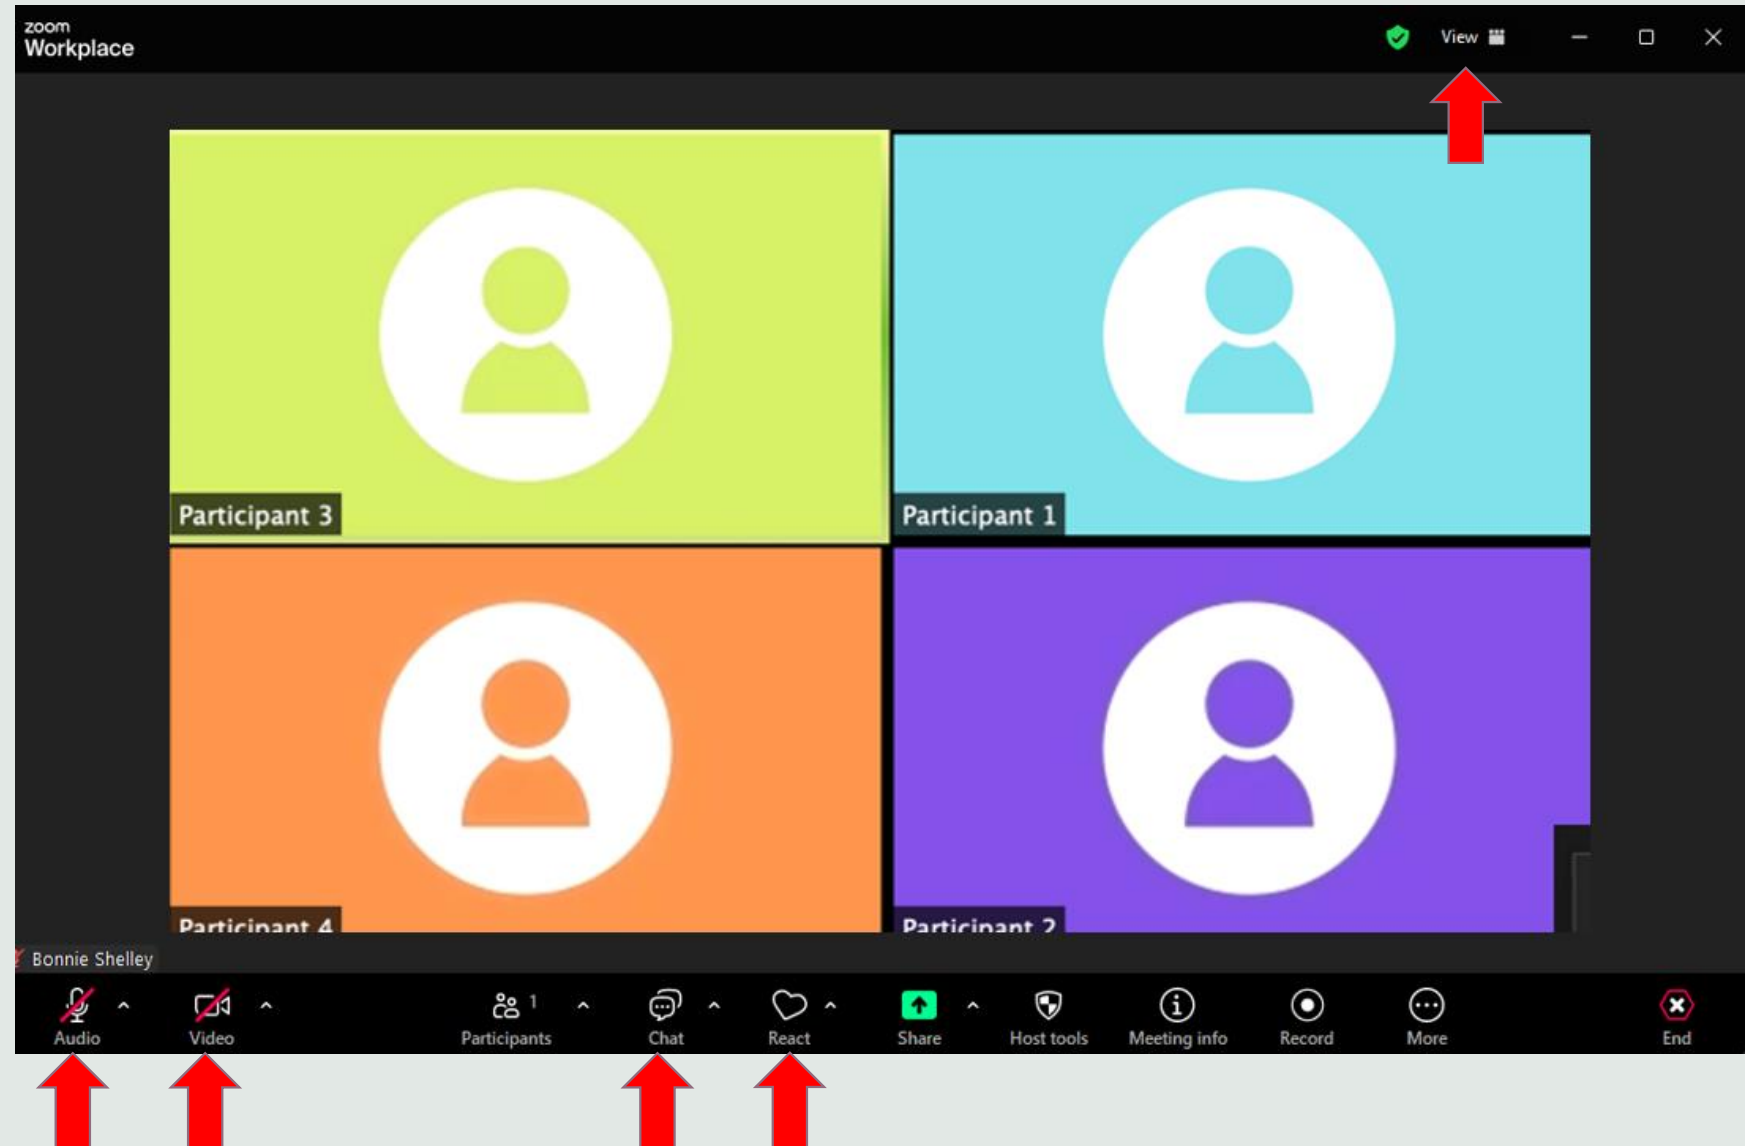 zoom
Workplace
View
Participant 3
Participant 1
Participant 4
Participant 2
Bonnie Shelley
1
Audio
Video
Participants
Chat
React
Share
Host tools
Meeting info
Record
More
End